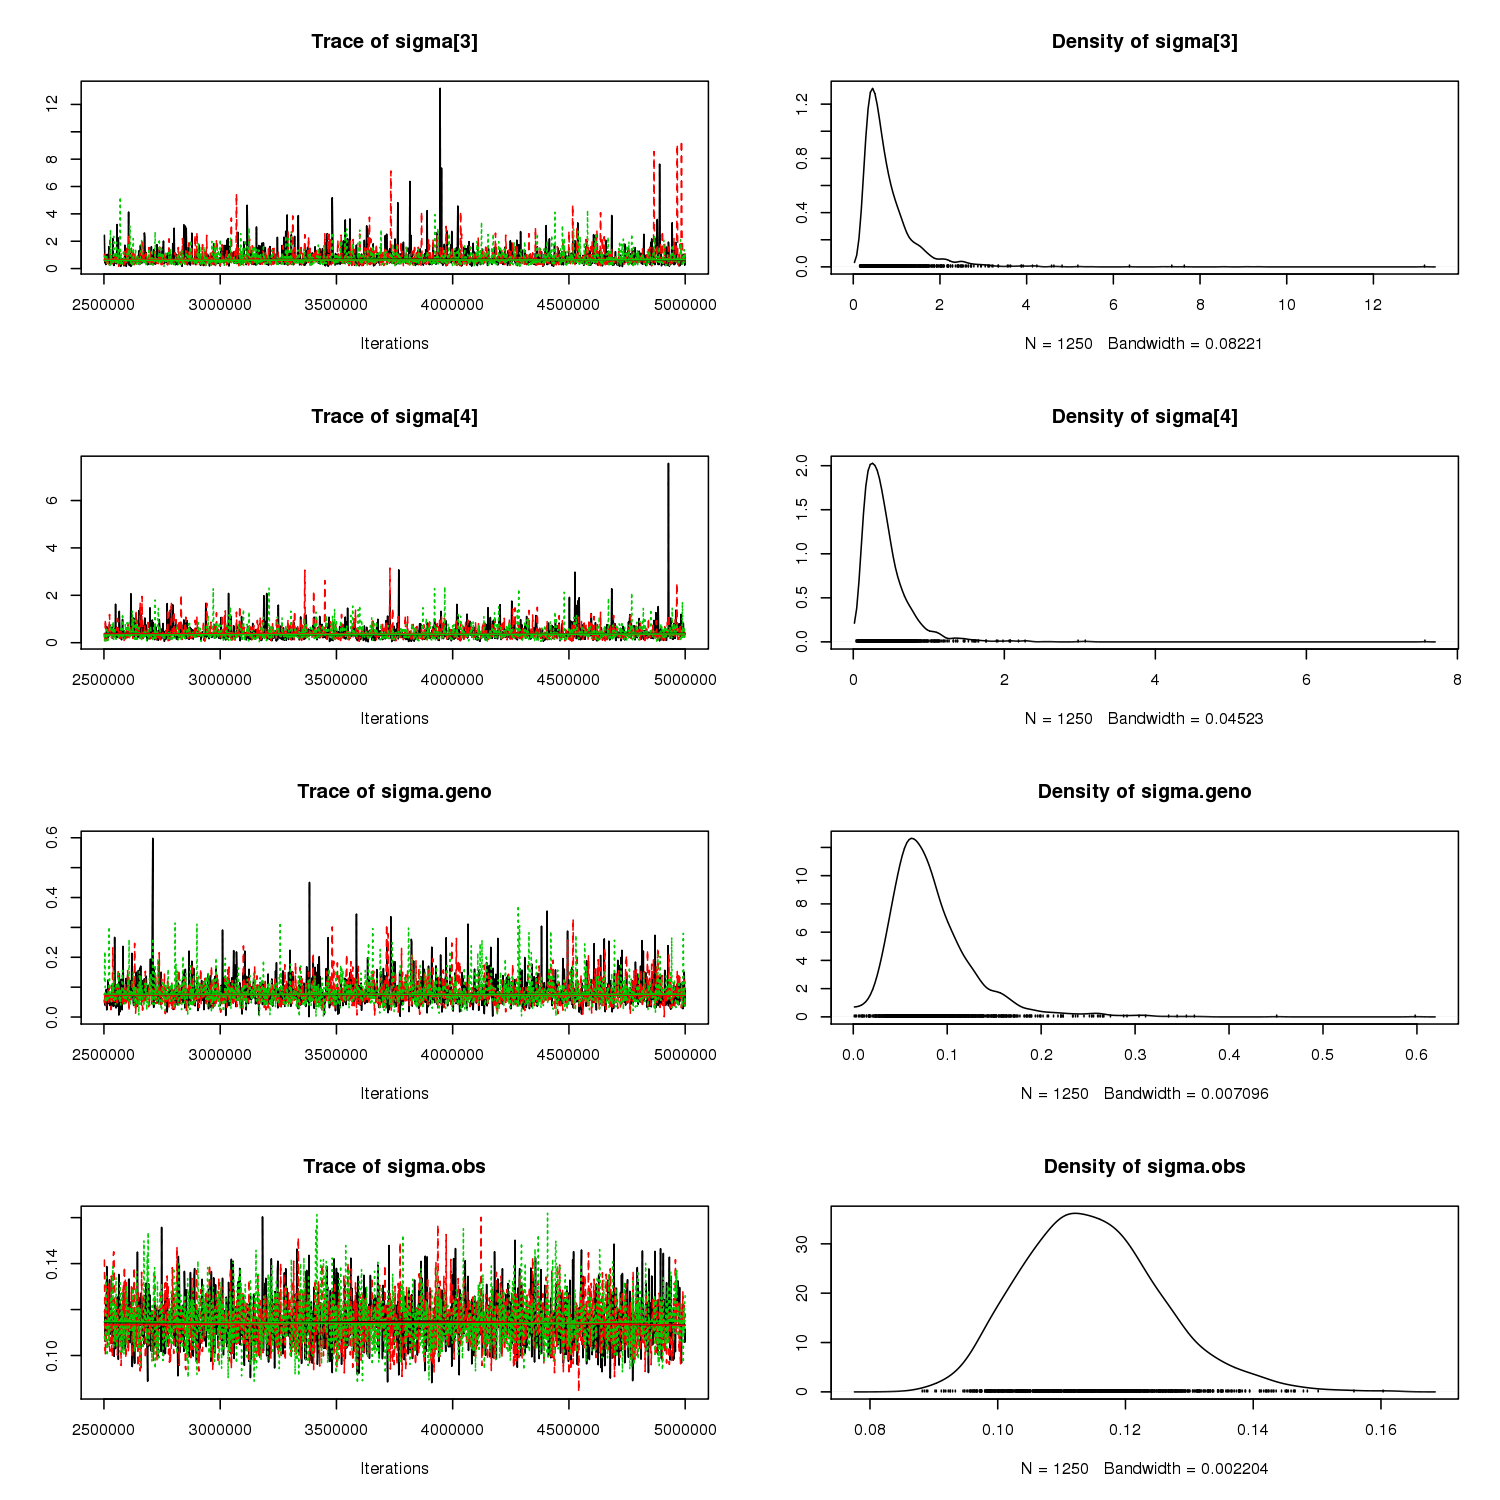 Trace of sigma[3]
12
8
6
4
2
0
2500000 3000000 3500000 4000000 4500000 5000000
Iterations
Density of sigma[3]
1.2
0.8
0.4
0.0
0 2 4 6 8 10 12
N = 1250 Bandwidth = 0.08221
Trace of sigma[4]
6
4
2
0
2500000 3000000 3500000 4000000 4500000 5000000
Iterations
Density of sigma[4]
2.0
1.5
1.0
0.5
0.0
0 2 4 6 8
N = 1250 Bandwidth = 0.04523
Trace of sigma.geno
0.6
0.4
0.2
0.0
2500000 3000000 3500000 4000000 4500000 5000000
Iterations
Density of sigma.geno
10
8
6
4
2
0
0.0 0.1 0.2 0.3 0.4 0.5 0.6
N = 1250 Bandwidth = 0.007096
Trace of sigma.obs
0.14
0.10
2500000 3000000 3500000 4000000 4500000 5000000
Iterations
Density of sigma.obs
30
20
10
0
0.08 0.10 0.12 0.14 0.16
N = 1250 Bandwidth = 0.002204